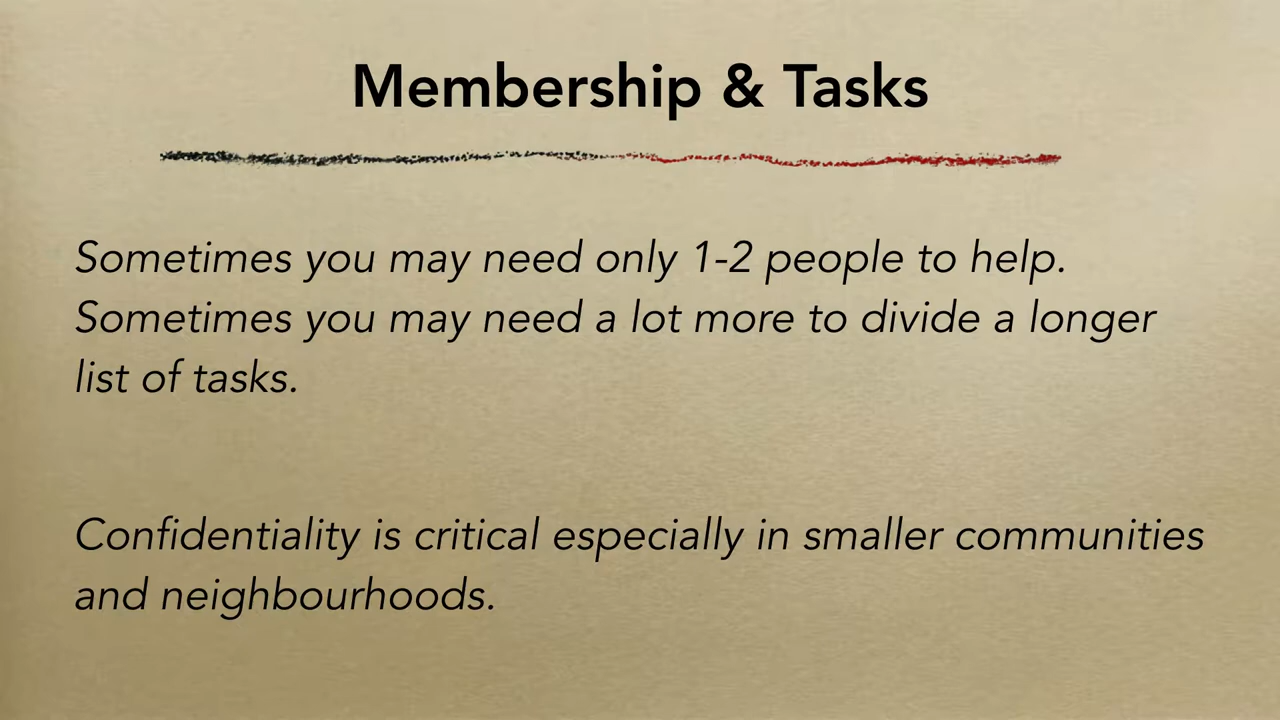 Membership & Tasks
Sometimes you may need only 1-2 people to help.
Sometimes you may need a lot more to divide a longer
list of tasks.
Confidentiality is critical especially in smaller communities
and neighbourhoods.